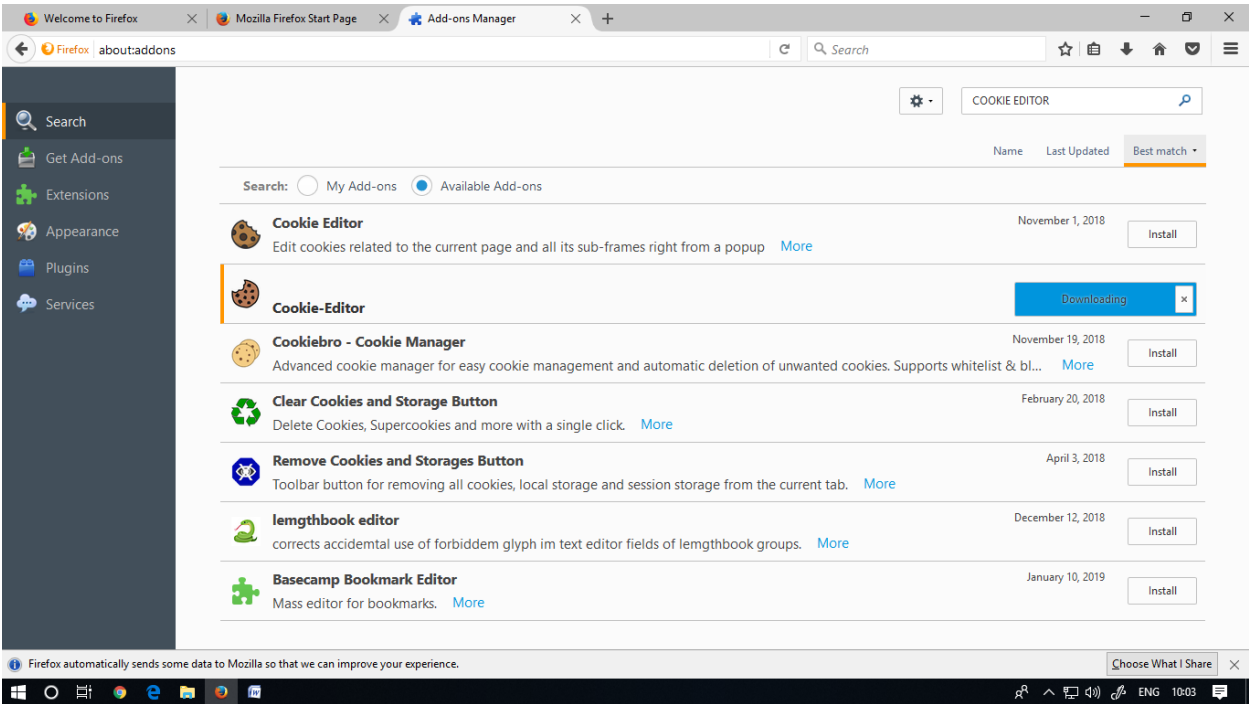 Welcome to Firefox
Mozilla Firefox Start Page
Add-ons Manager
Firefox about:addons
Search
COOKIE EDITOR
Search
Get Add-ons
Extensions
Appearance
Plugins
Services
Name Last Updated Best match
Search: My Add-ons Available Add-ons
Cookie Editor November 1, 2018
Edit cookies related to the current page and all its sub-frames right from a popup More
Install
Cookie-Editor
Downloading
Cookiebro - Cookie Manager November 19, 2018
Advanced cookie manager for easy cookie management and automatic deletion of unwanted cookies. Supports whitelist & bl... More
Install
Clear Cookies and Storage Button February 20, 2018
Delete Cookies, Supercookies and more with a single click. More
Install
Remove Cookies and Storages Button April 3, 2018
Toolbar button for removing all cookies, local storage and session storage from the current tab. More
Install
lemgthbook editor December 12, 2018
corrects accidemtal use of forbiddem glyph im text editor fields of lemgthbook groups. More
Install
Basecamp Bookmark Editor January 10, 2019
Mass editor for bookmarks. More
Install
Firefox automatically sends some data to Mozilla so that we can improve your experience.
Choose What I Share
ENG 10:03